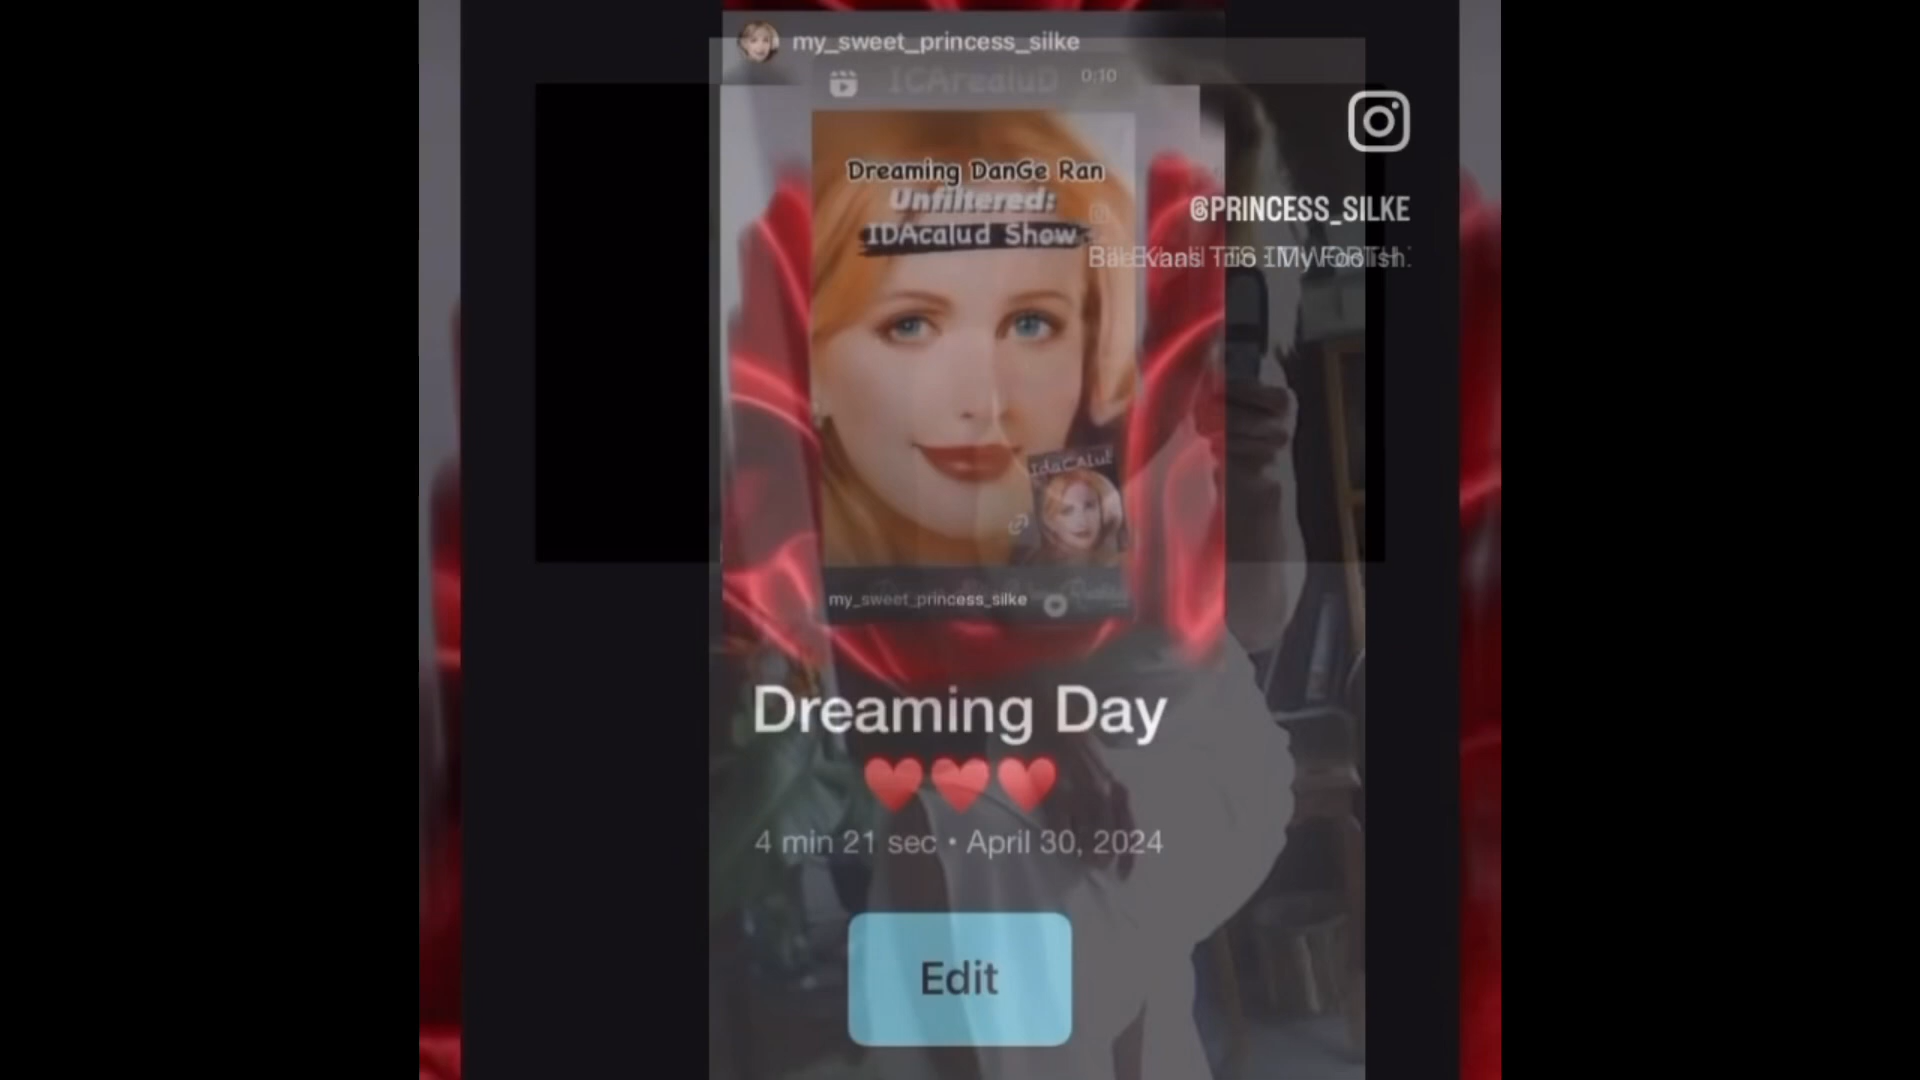 my_sweet_princess_silke
ICArealuD 0:10
@PRINCESS_SILKE
Dreaming DanGe Ran
Unfiltered:
IDAcalud Show
my_sweet_princess_silke
Dreaming Day
♥️♥️♥️
4 min 21 sec • April 30, 2024
Edit